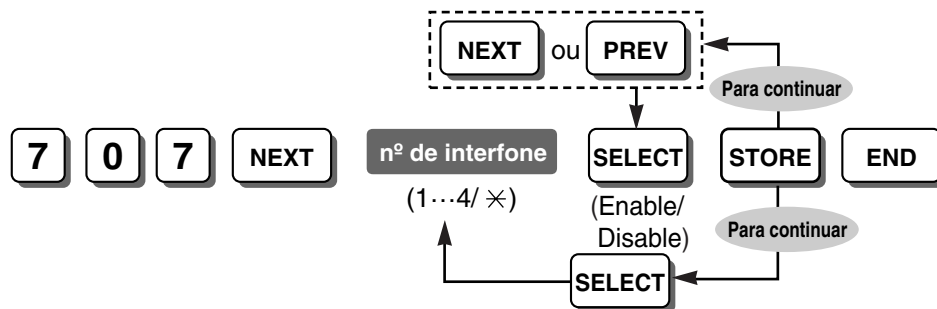 NEXT ou PREV
Para continuar
7 0 7 NEXT nº de interfone SELECT STORE END
(1···4/ ✳) (Enable/
Disable)
Para continuar
SELECT